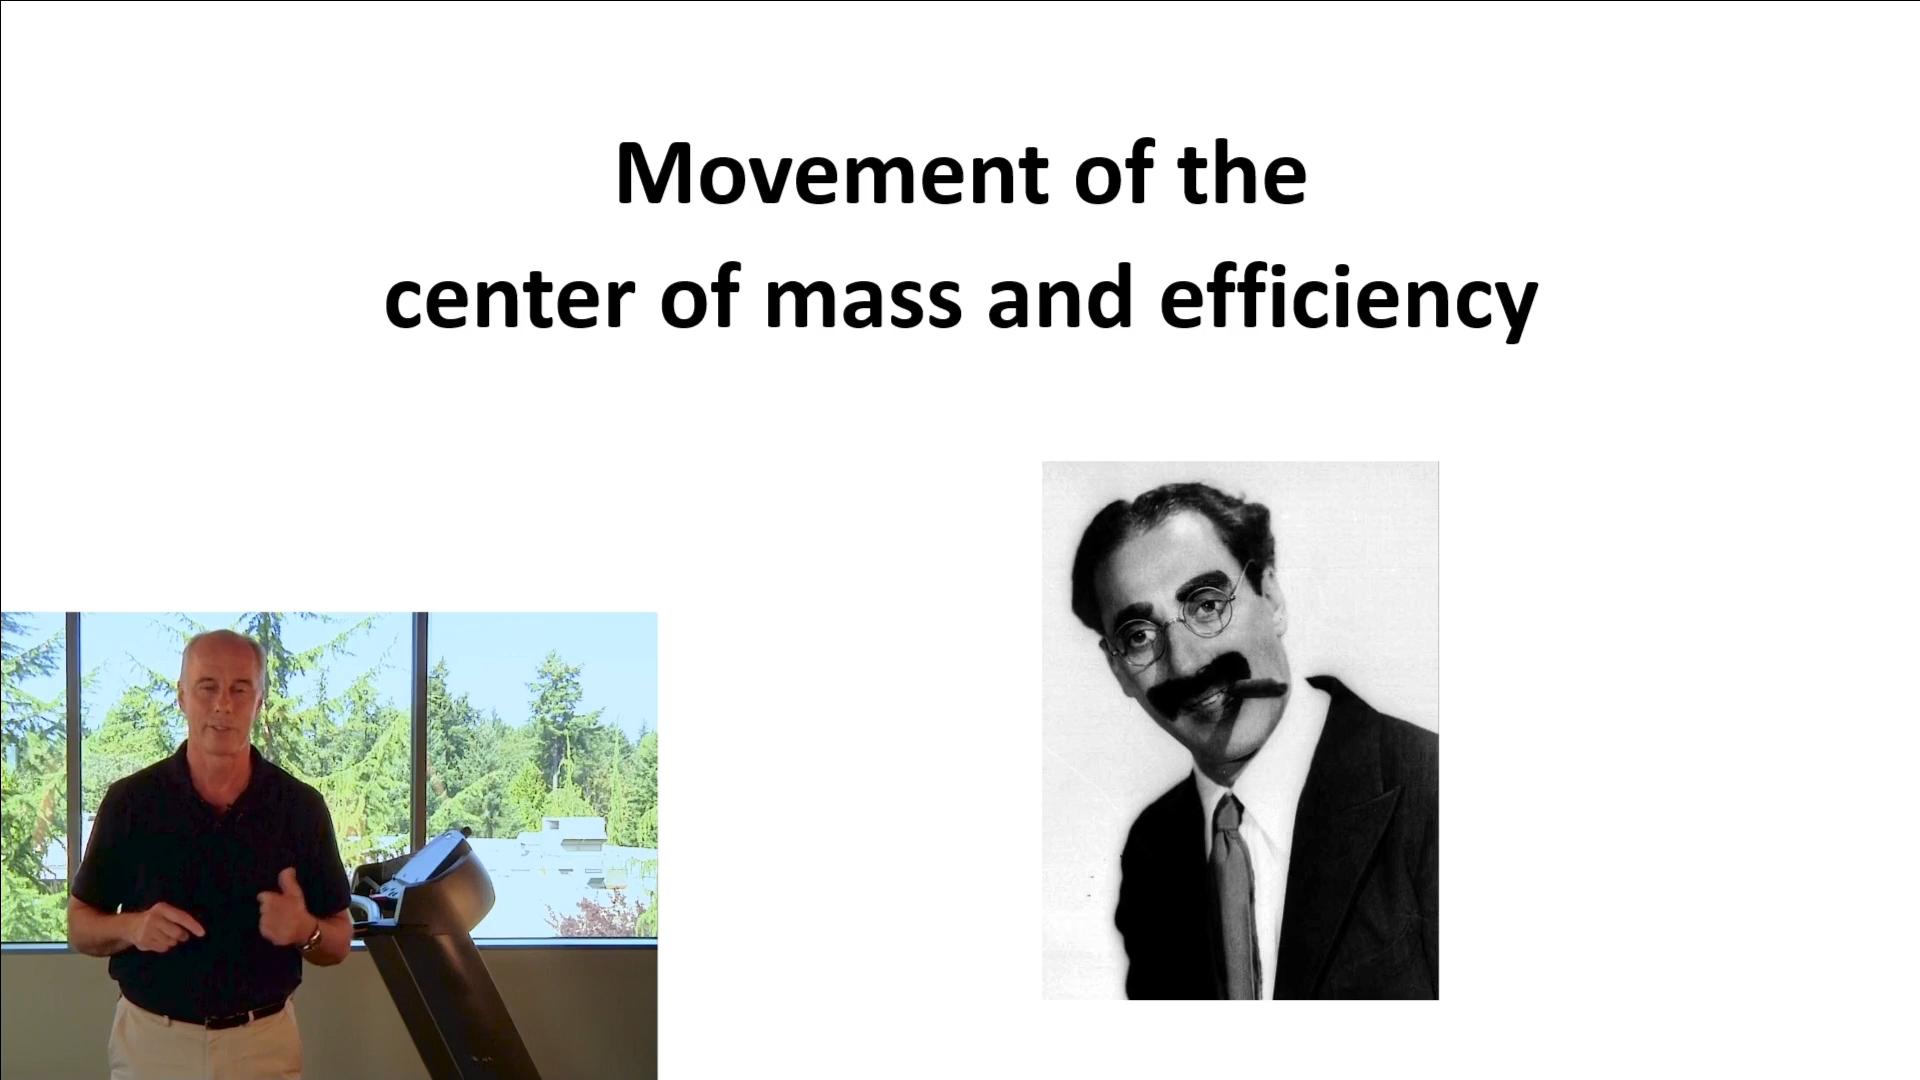 Movement of the
center of mass and efficiency